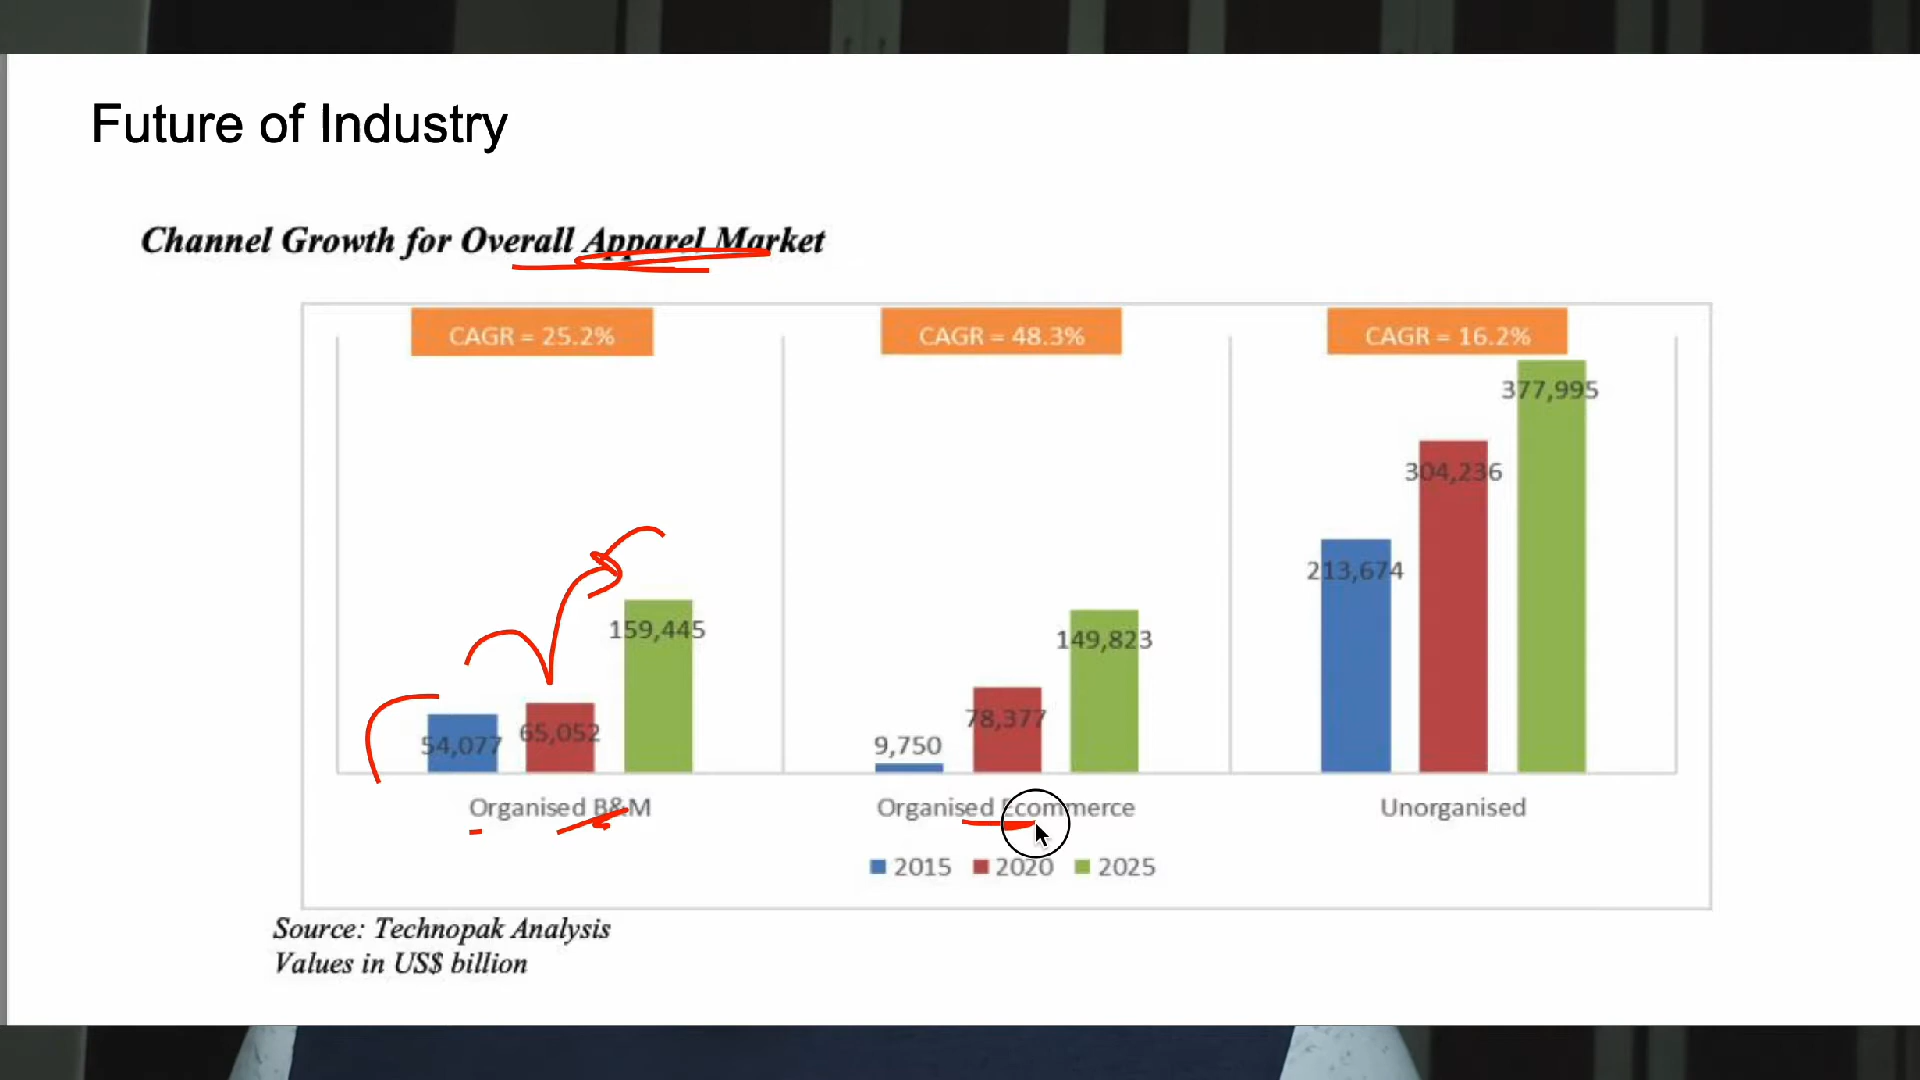 Future of Industry
Channel Growth for Overall Apparel Market
CAGR = 25.2%
CAGR = 48.3%
CAGR = 16.2%
54,077
65,052
159,445
9,750
78,377
149,823
213,674
304,236
377,995
Organised B&M
Organised Ecommerce
Unorganised
2015
2020
2025
Source: Technopak Analysis
Values in US$ billion